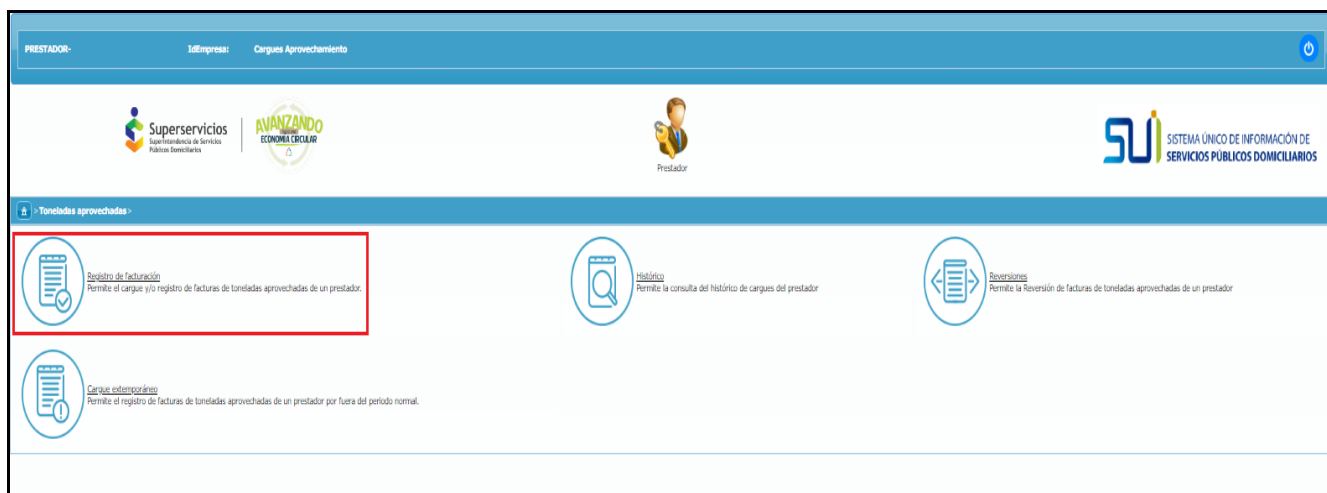 PRESTADOR- IdEmpresa: Cargues Aprovechamiento
Superservicios
Superintendencia de Servicios
Públicos Domiciliarios
AVANZANDO
ECONOMÍA CIRCULAR
Prestador
SUI
SISTEMA ÚNICO DE INFORMACIÓN DE
SERVICIOS PÚBLICOS DOMICILIARIOS
> Toneladas aprovechadas >
Registro de facturación
Permite el cargue y/o registro de facturas de toneladas aprovechadas de un prestador.
Histórico
Permite la consulta del histórico de cargues del prestador
Reversiones
Permite la Reversión de facturas de toneladas aprovechadas de un prestador
Cargue extemporáneo
Permite el registro de facturas de toneladas aprovechadas de un prestador por fuera del periodo normal.